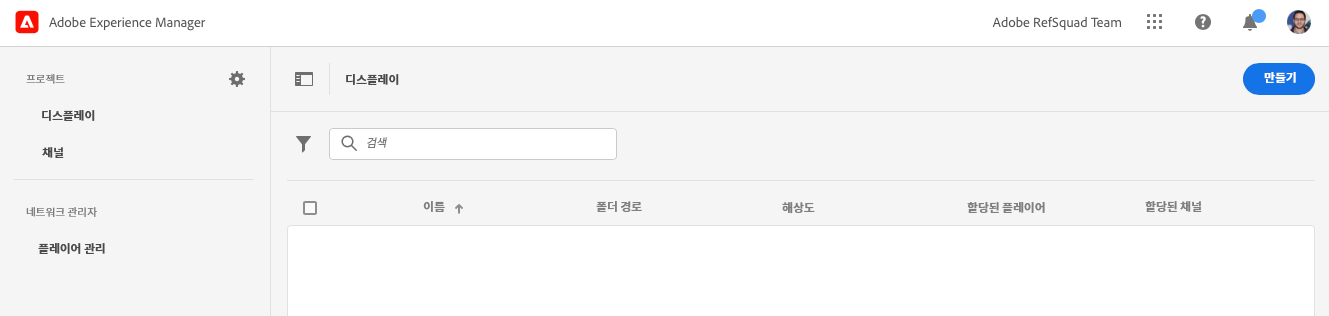 Adobe Experience Manager
Adobe RefSquad Team
프로젝트
디스플레이
채널
네트워크 관리자
플레이어 관리
디스플레이
만들기
검색
이름 폴더 경로 해상도 할당된 플레이어 할당된 채널